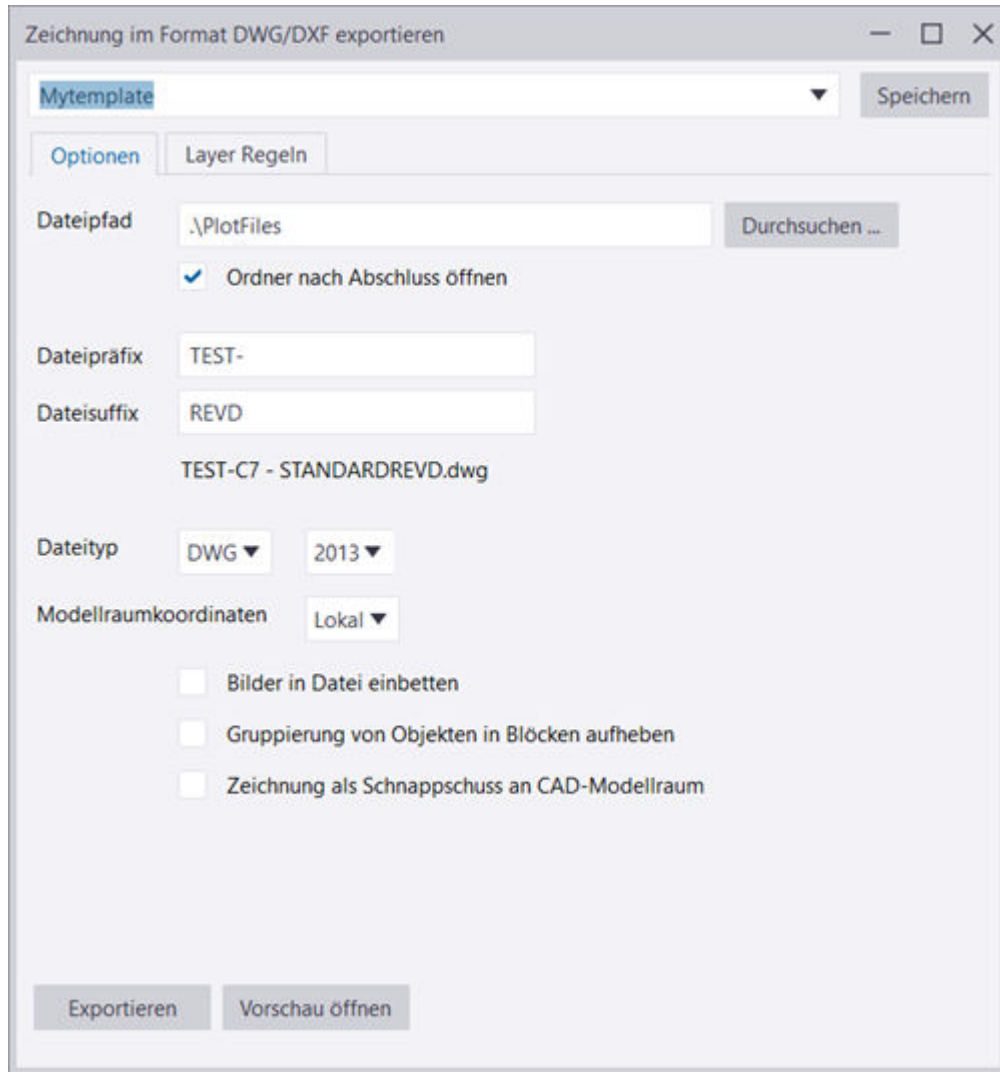 Zeichnung im Format DWG/DXF exportieren
Mytemplate
Speichern
Optionen
Layer Regeln
Dateipfad
.\PlotFiles
Durchsuchen ...
Ordner nach Abschluss öffnen
Dateipräfix
TEST-
Dateisuffix
REVD
TEST-C7 - STANDARDREVD.dwg
Dateityp
DWG
2013
Modellraumkoordinaten
Lokal
Bilder in Datei einbetten
Gruppierung von Objekten in Blöcken aufheben
Zeichnung als Schnappschuss an CAD-Modellraum
Exportieren
Vorschau öffnen